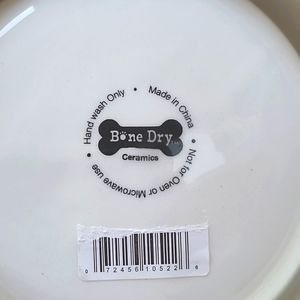 Hand wash Only • Made in China •
Bone Dry
Ceramics
Not for Oven or Microwave use •
0 72456 10522 6